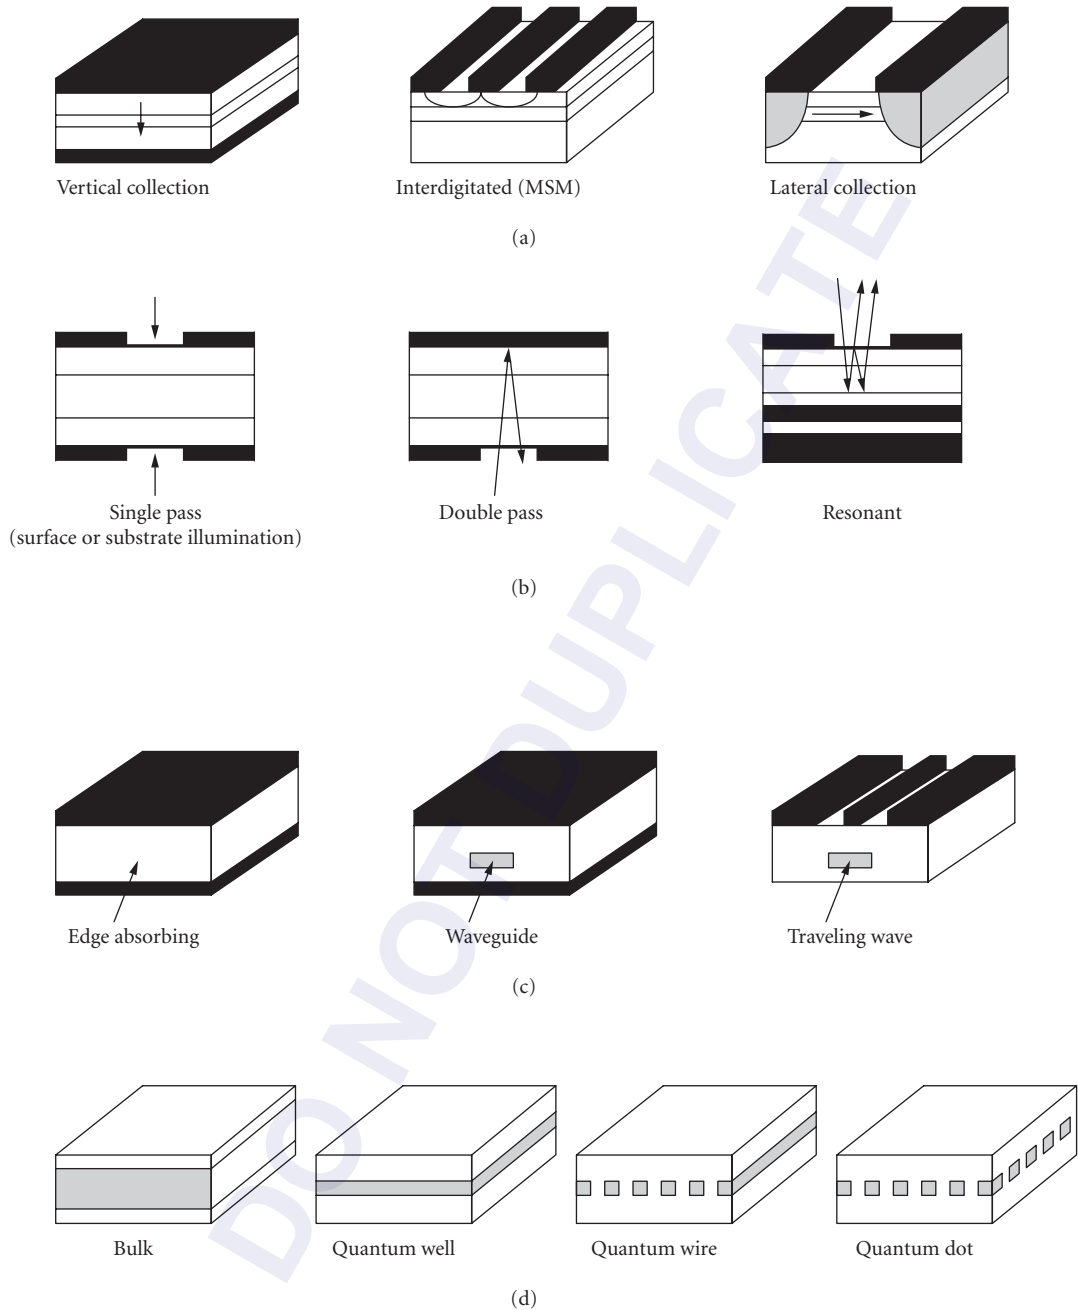 Vertical collection
Interdigitated (MSM)
Lateral collection
(a)
Single pass
(surface or substrate illumination)
Double pass
Resonant
(b)
Edge absorbing
Waveguide
Traveling wave
(c)
Bulk
Quantum well
Quantum wire
Quantum dot
(d)
DO NOT DUPLICATE